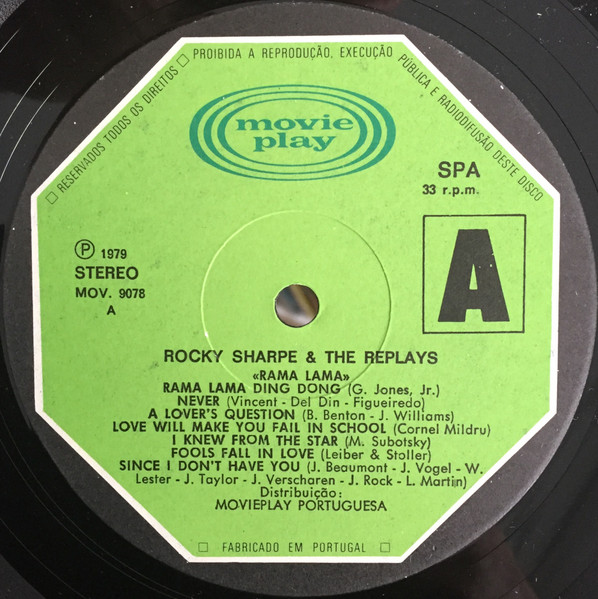 □ RESERVADOS TODOS OS DIREITOS □ PROIBIDA A REPRODUÇÃO, EXECUÇÃO PÚBLICA E RADIODIFUSÃO DESTE DISCO
movie
play
SPA
33 r.p.m.
Ⓟ 1979
STEREO
MOV. 9078
A
A
ROCKY SHARPE & THE REPLAYS
«RAMA LAMA»
RAMA LAMA DING DONG (G. Jones, Jr.)
NEVER (Vincent - Del Din - Figueiredo)
A LOVER'S QUESTION (B. Benton - J. Williams)
LOVE WILL MAKE YOU FAIL IN SCHOOL (Cornel Mildru)
I KNEW FROM THE STAR (M. Subotsky)
FOOLS FALL IN LOVE (Leiber & Stoller)
SINCE I DON'T HAVE YOU (J. Beaumont - J. Vogel - W.
Lester - J. Taylor - J. Verscharen - J. Rock - L. Martin)
Distribuição:
MOVIEPLAY PORTUGUESA
□ FABRICADO EM PORTUGAL □